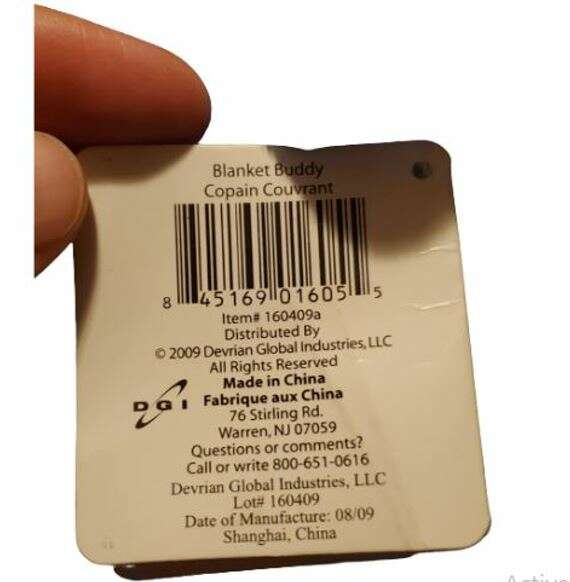 Blanket Buddy
Copain Couvrant
8 45169 01605 5
Item# 160409a
Distributed By
© 2009 Devrian Global Industries, LLC
All Rights Reserved
Made in China
DGI Fabrique aux China
76 Stirling Rd.
Warren, NJ 07059
Questions or comments?
Call or write 800-651-0616
Devrian Global Industries, LLC
Lot# 160409
Date of Manufacture: 08/09
Shanghai, China